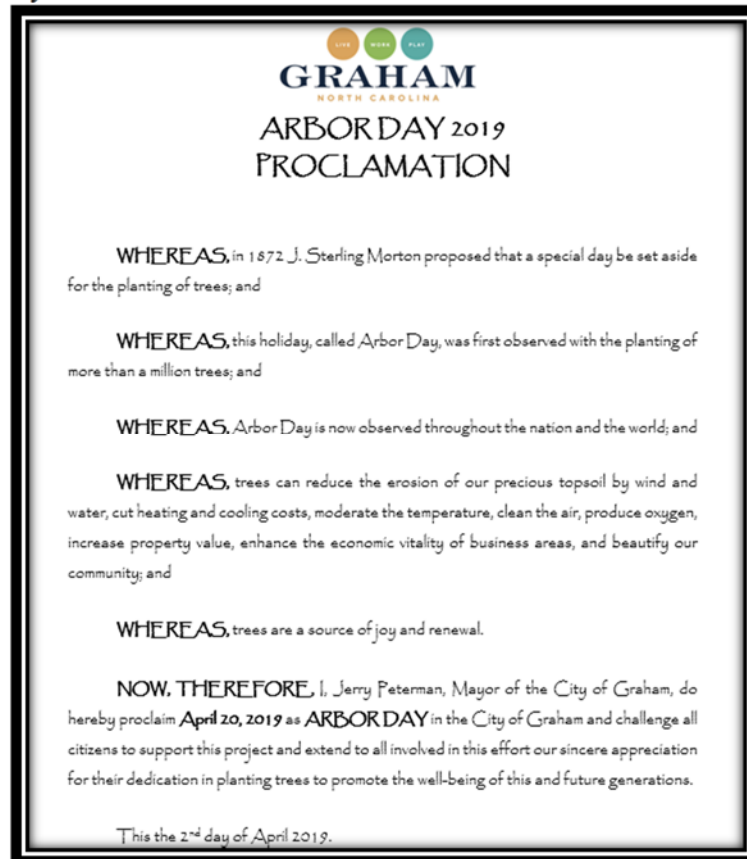 LIVE WORK PLAY
GRAHAM
NORTH CAROLINA
ARBOR DAY 2019
PROCLAMATION
WHEREAS, in 1872 J. Sterling Morton proposed that a special day be set aside
for the planting of trees; and
WHEREAS, this holiday, called Arbor Day, was first observed with the planting of
more than a million trees; and
WHEREAS. Arbor Day is now observed throughout the nation and the world; and
WHEREAS, trees can reduce the erosion of our precious topsoil by wind and
water, cut heating and cooling costs, moderate the temperature, clean the air, produce oxygen,
increase property value, enhance the economic vitality of business areas, and beautify our
community; and
WHEREAS, trees are a source of joy and renewal.
NOW, THEREFORE, I, Jerry Peterman, Mayor of the City of Graham, do
hereby proclaim April 20, 2019 as ARBOR DAY in the City of Graham and challenge all
citizens to support this project and extend to all involved in this effort our sincere appreciation
for their dedication in planting trees to promote the well-being of this and future generations.
This the 2nd day of April 2019.